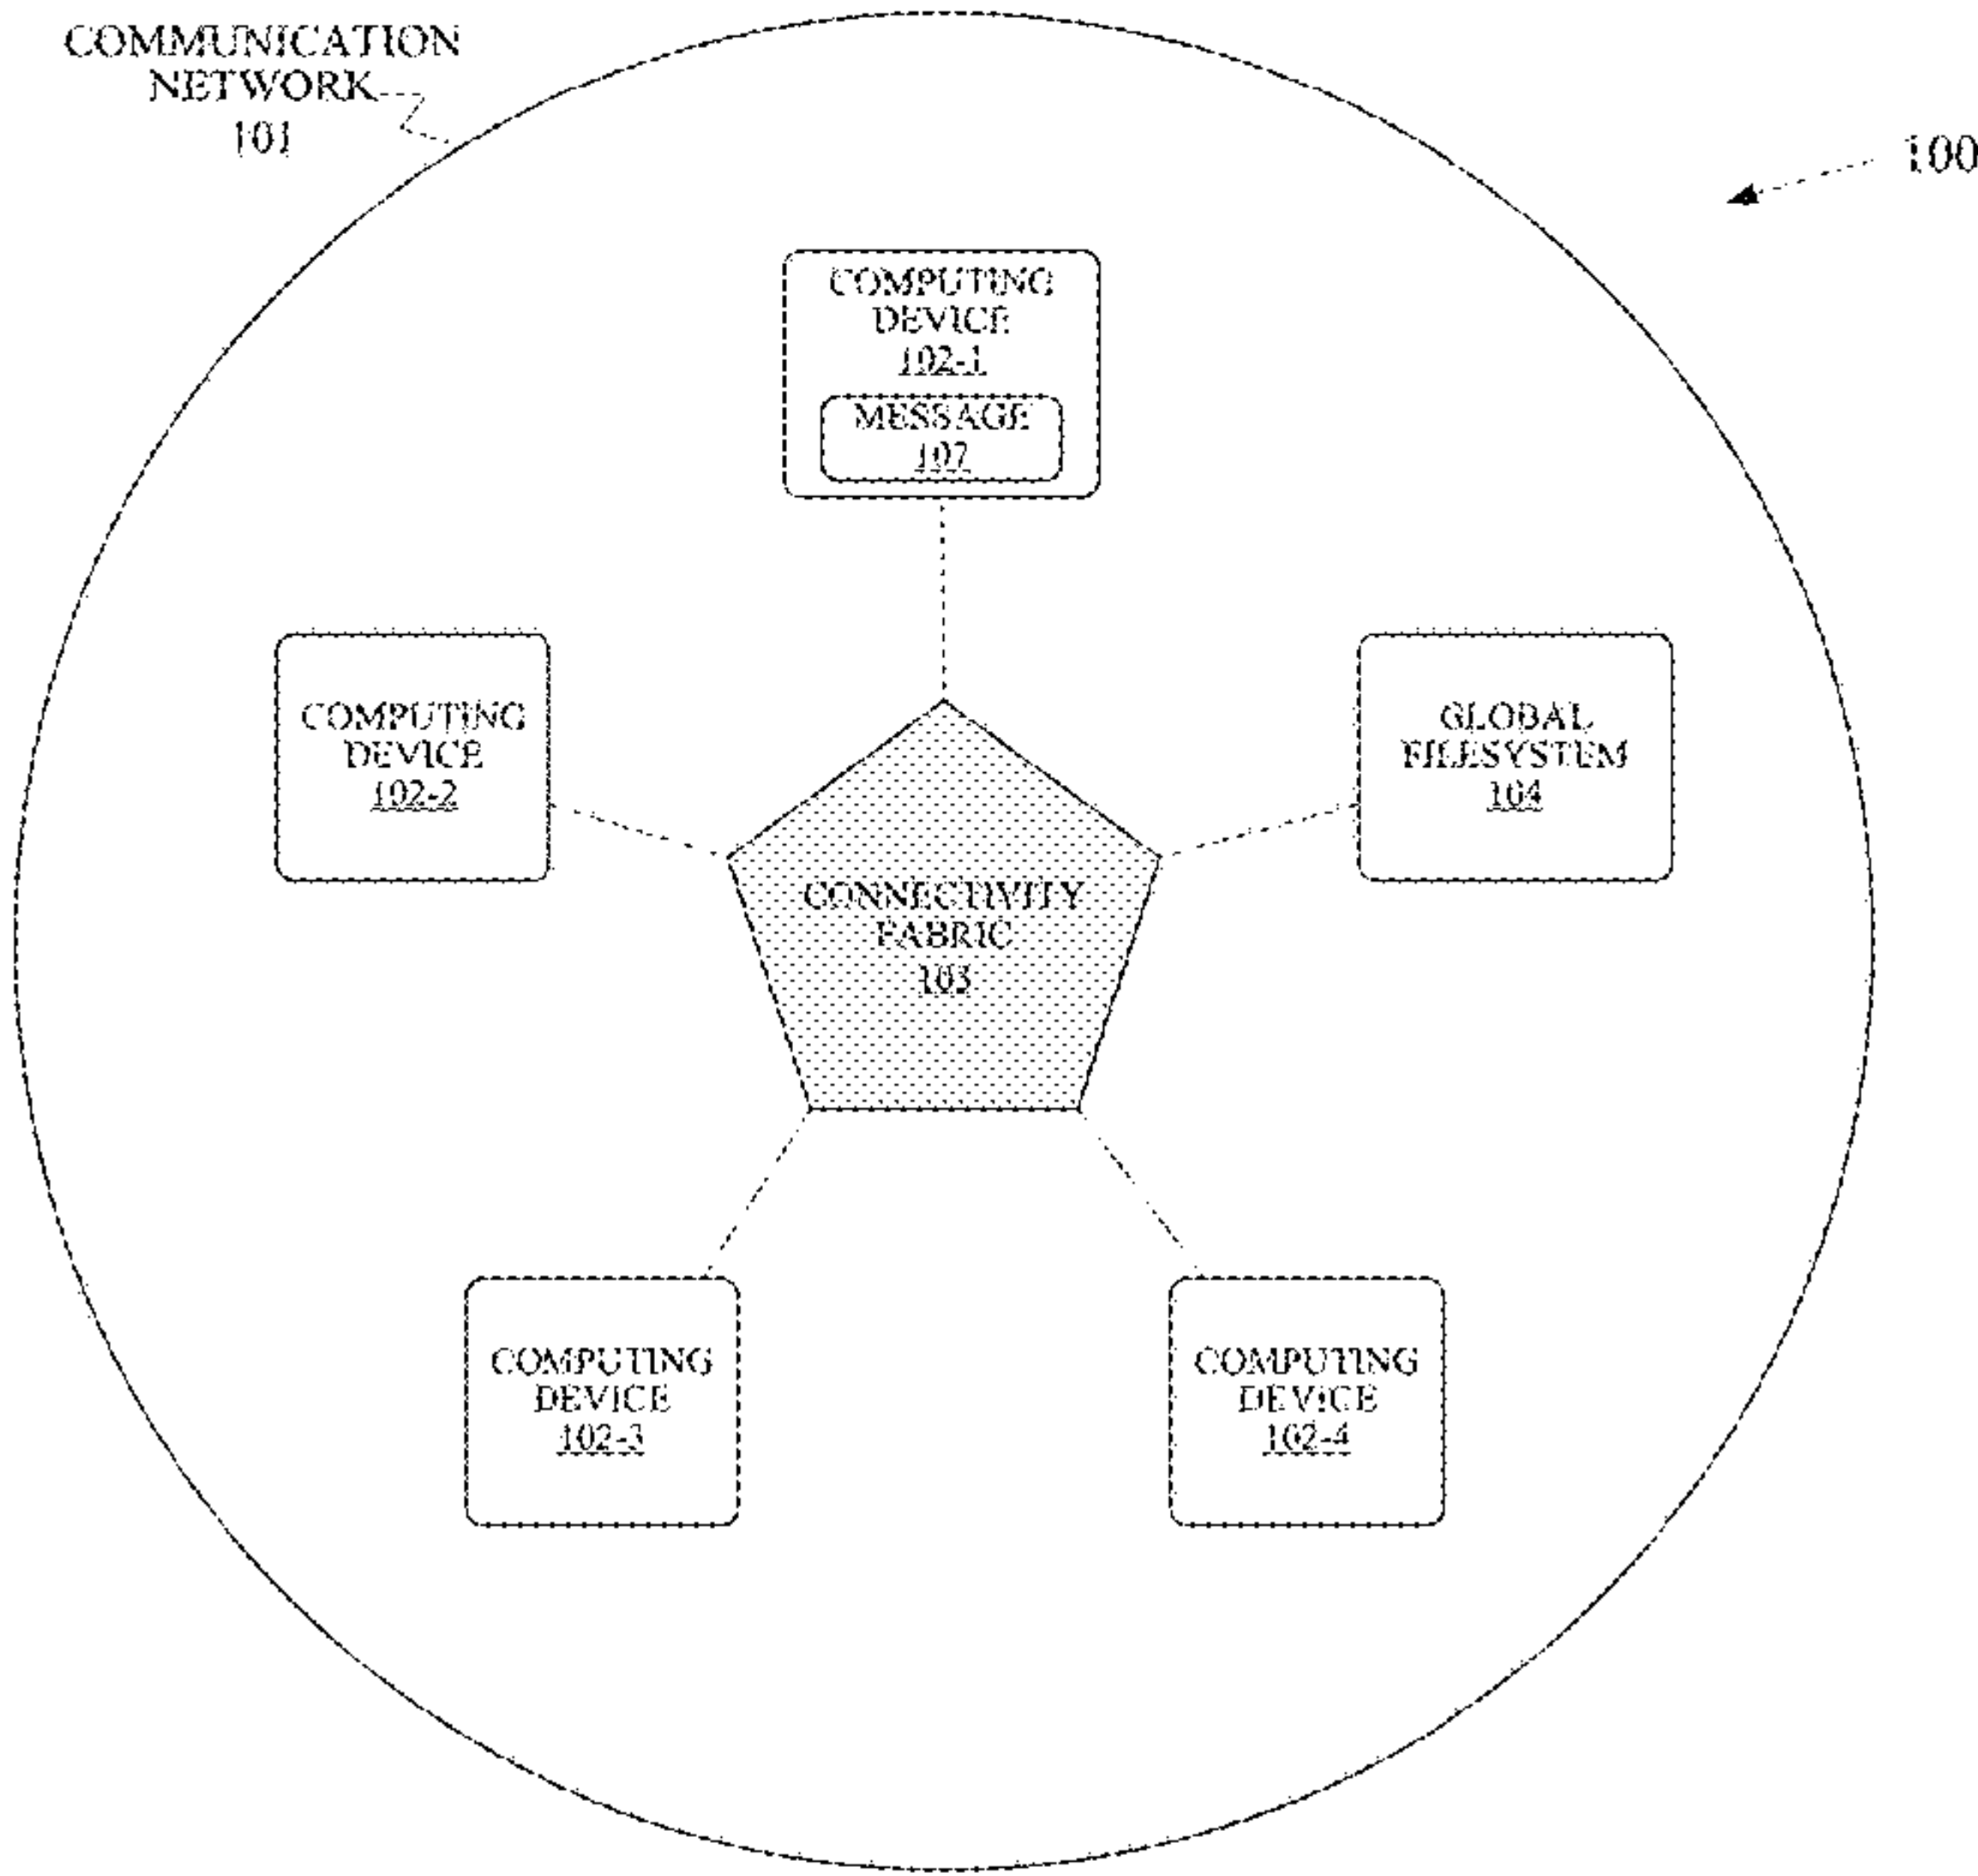 COMMUNICATION
NETWORK
101
100
COMPUTING
DEVICE
102-1
MESSAGE
107
COMPUTING
DEVICE
102-2
GLOBAL
FILESYSTEM
104
CONNECTIVITY
FABRIC
103
COMPUTING
DEVICE
102-3
COMPUTING
DEVICE
102-4